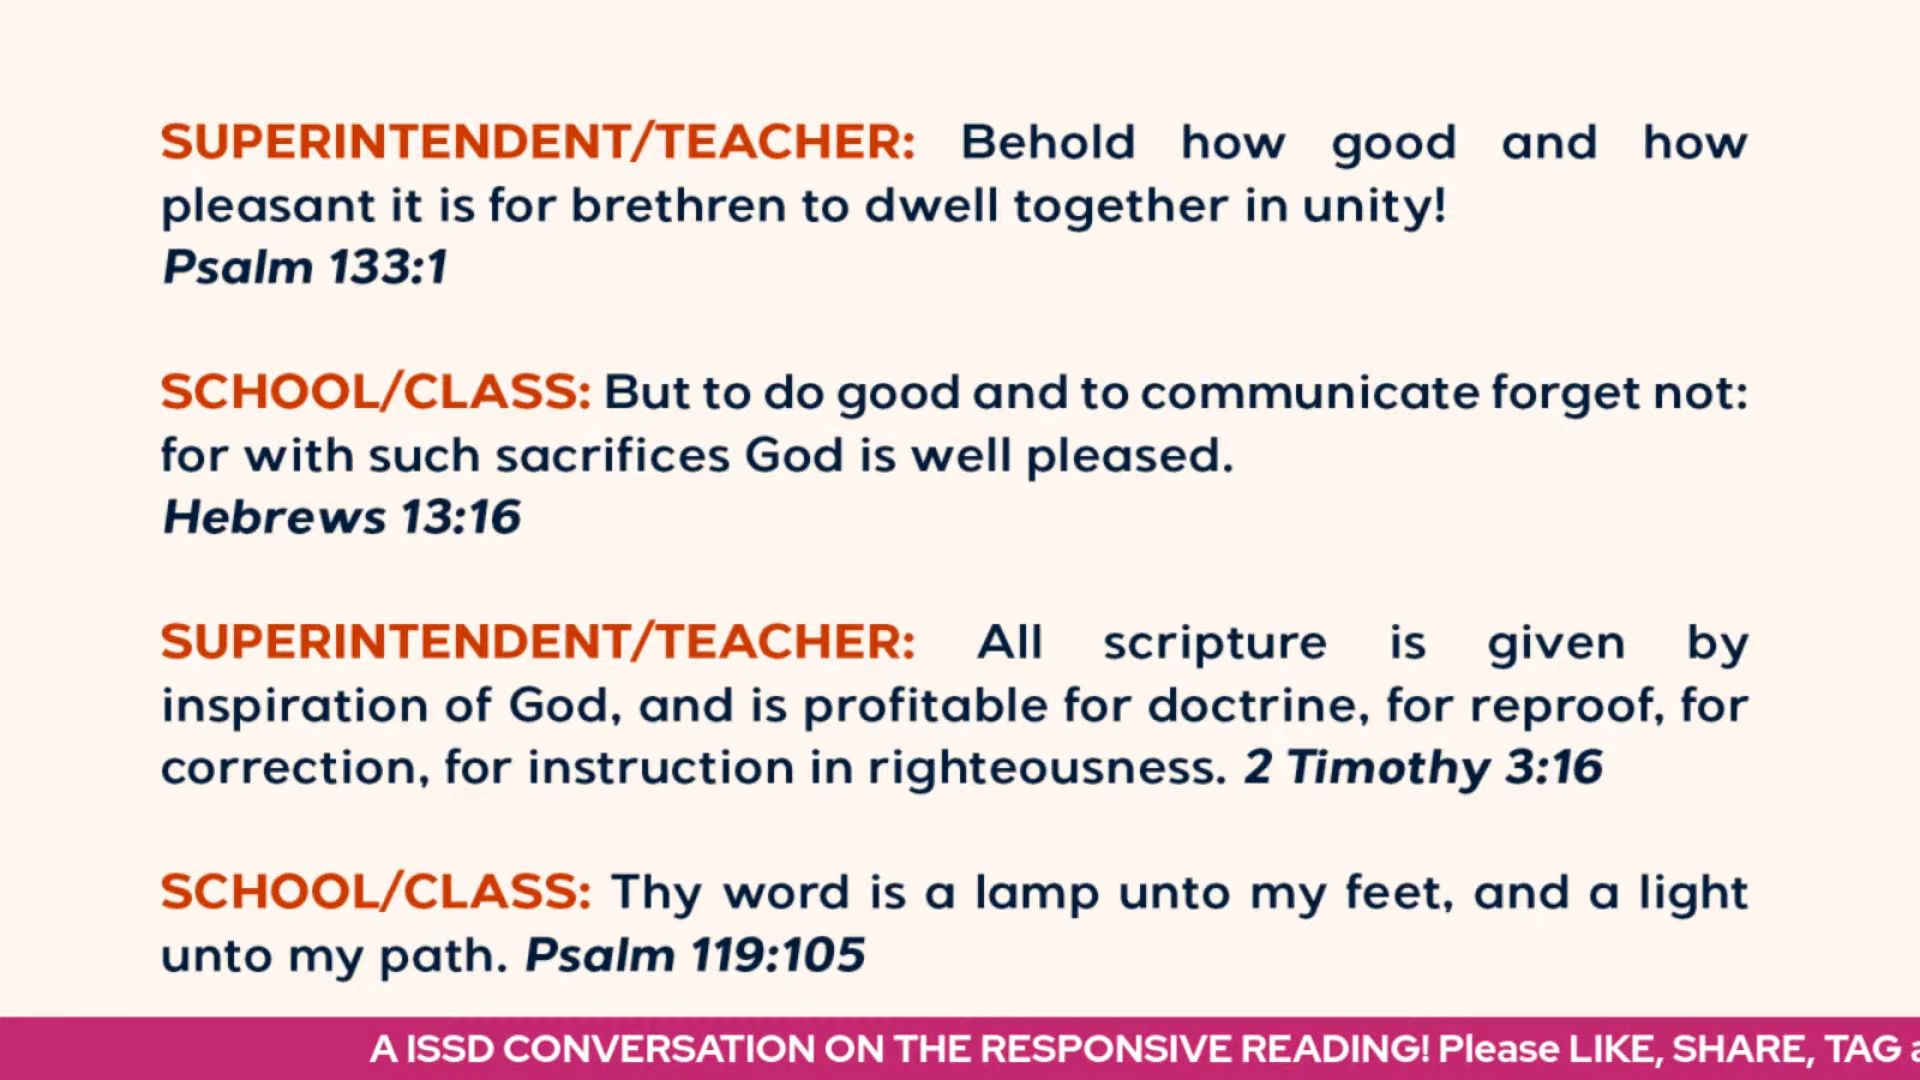 SUPERINTENDENT/TEACHER: Behold how good and how
pleasant it is for brethren to dwell together in unity!
Psalm 133:1
SCHOOL/CLASS: But to do good and to communicate forget not:
for with such sacrifices God is well pleased.
Hebrews 13:16
SUPERINTENDENT/TEACHER: All scripture is given by
inspiration of God, and is profitable for doctrine, for reproof, for
correction, for instruction in righteousness. 2 Timothy 3:16
SCHOOL/CLASS: Thy word is a lamp unto my feet, and a light
unto my path. Psalm 119:105
A ISSD CONVERSATION ON THE RESPONSIVE READING! Please LIKE, SHARE, TAG